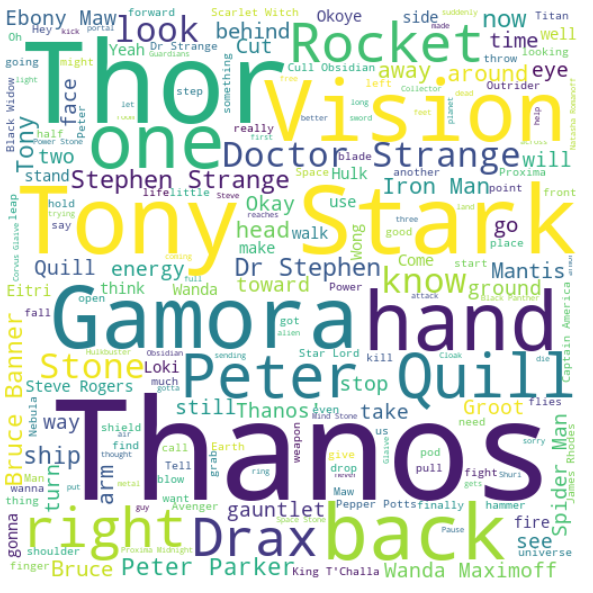 Thor
Vision
Rocket
Tony Stark
Thanos
Gamora
hand
Peter Quill
one
right
Drax
back
Doctor Strange
Stephen Strange
Dr Stephen
know
look
behind
Ebony Maw
Scarlet Witch
forward
Okoye
side
now
Titan
Oh
Hey
kick
portal
Yeah
Dr Strange
Cut
Cull Obsidian
time
well
made
suddenly
looking
going
might
Guardians
something
away
around
eye
throw
light
face
step
left
free
dead
Outrider
Black Widow
Tony
Peter
let
better
long
Collector
planet
help
Natasha Romanoff
half
Power Stone
really
first
sword
feet
across
two
stand
life
little
Steve
Space
Hulk
blade
another
Proxima
will
Iron Man
point
front
leap
hold
trying
Okay
use
Wong
three
good
land
go
place
say
reaches
head
walk
make
Come
start
Corvus Glaive
Quill
energy
coming
full
toward
Power
Mantis
ground
Eitri
think
Wanda
attack
Black Panther
Captain America
fall
open
got
Stone
Hulkbuster
Obsidian
sending
alien
Star Lord
kill
Cloak
die
Loki
much
gotta
stop
Bruce Banner
Steve Rogers
still
Thanos
even
Mind Stone
take
Groot
flies
James Rhodes
Nebula
way
shield
air
find
thought
call
Earth
weapon
us
pod
need
sorry
Spider Man
ship
arm
Tell
grab
ring
give
drop
pull
fight
Shuri
Glaive
Man
wanna
turn
put
metal
blow
want
Maw
Pepper Potts
finally
gets
hammer
thing
guy
Avenger
gauntlet
fire
gonna
shoulder
Space Stone
Pause
see
universe
finger
Proxima Midnight
Bruce
Peter Parker
King T'Challa
Wanda Maximoff